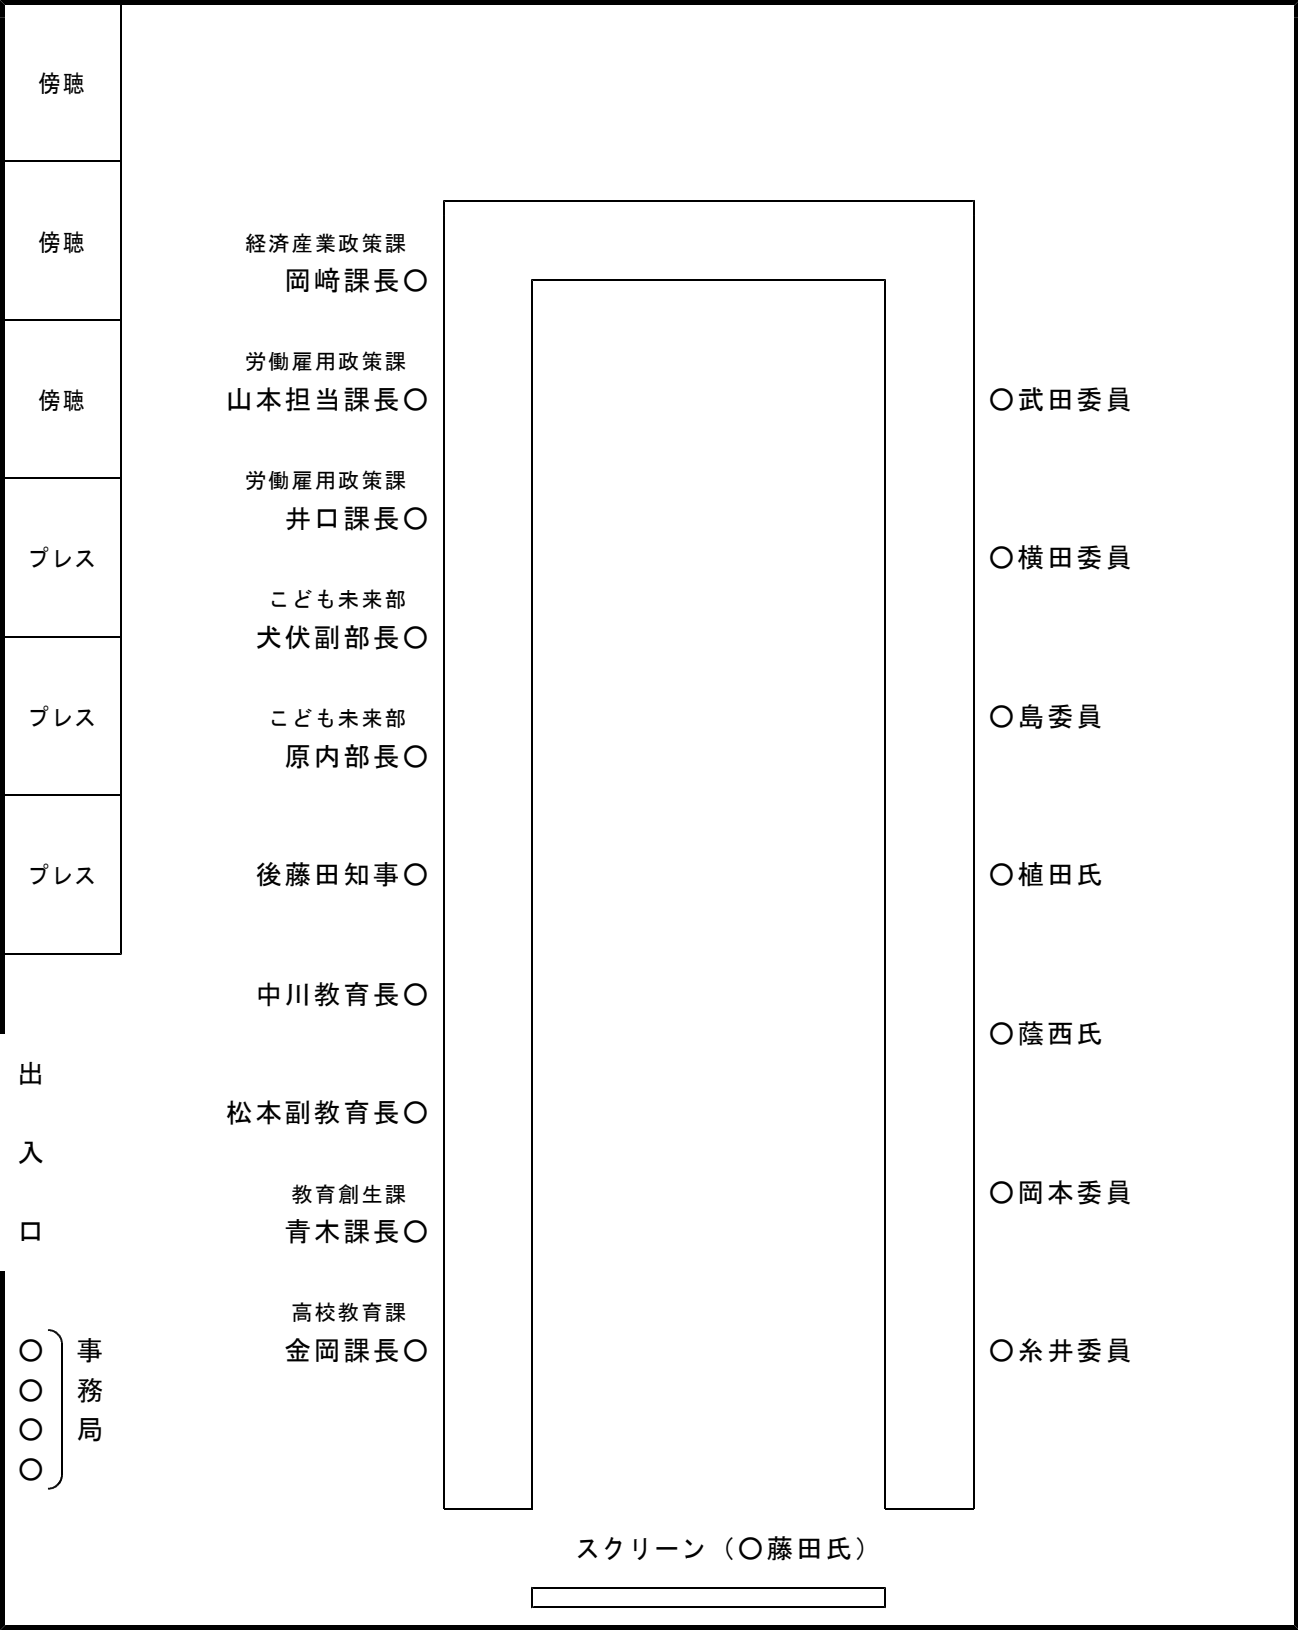 傍聴
傍聴
傍聴
プレス
プレス
プレス
出
入
口
○
○
○
○
事
務
局
経済産業政策課
岡﨑課長○
労働雇用政策課
山本担当課長○
労働雇用政策課
井口課長○
こども未来部
犬伏副部長○
こども未来部
原内部長○
後藤田知事○
中川教育長○
松本副教育長○
教育創生課
青木課長○
高校教育課
金岡課長○
○武田委員
○横田委員
○島委員
○植田氏
○蔭西氏
○岡本委員
○糸井委員
スクリーン（○藤田氏）